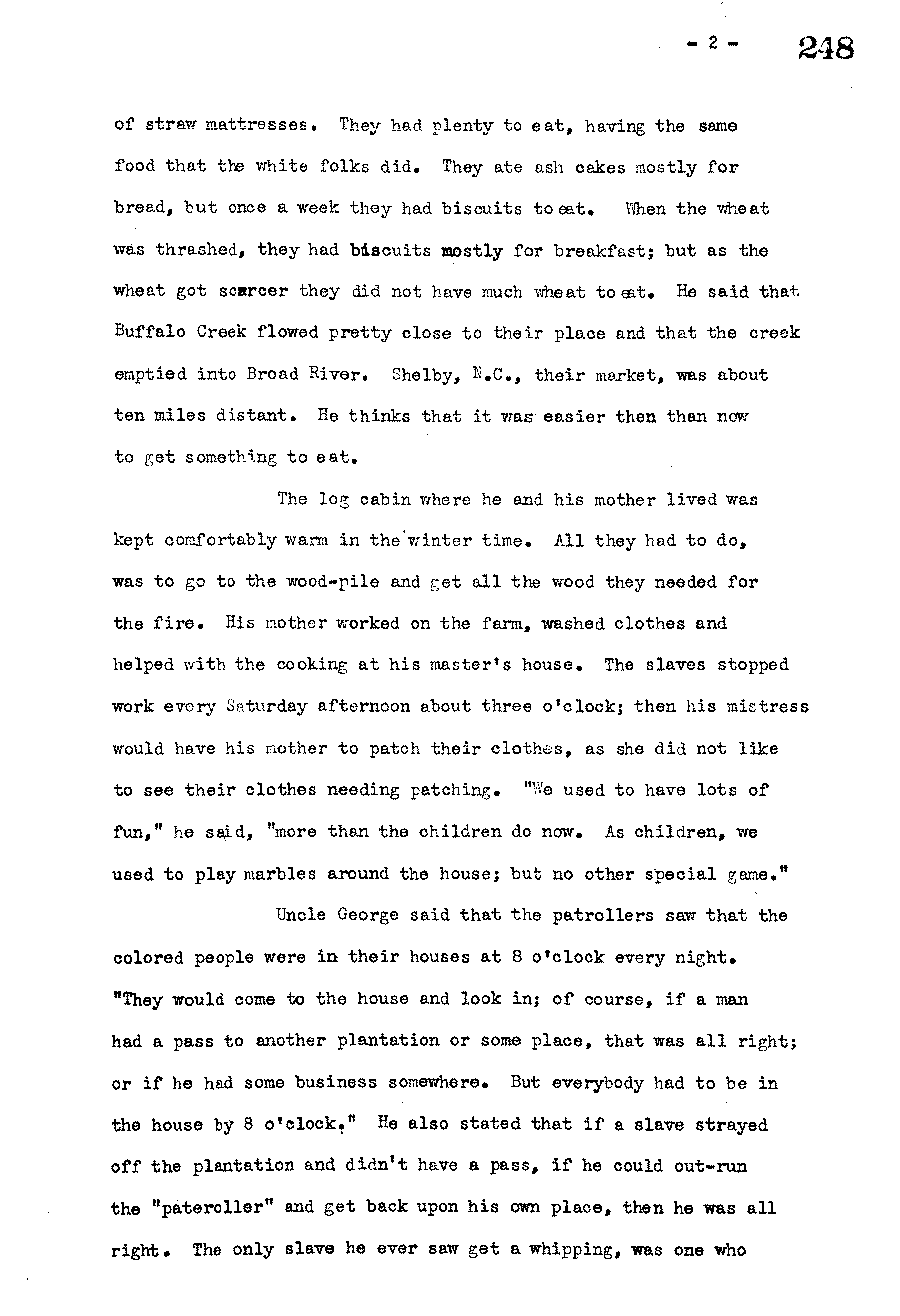 - 2 - 248
of straw mattresses. They had plenty to eat, having the same
food that the white folks did. They ate ash cakes mostly for
bread, but once a week they had biscuits to eat. When the wheat
was thrashed, they had biscuits mostly for breakfast; but as the
wheat got scarcer they did not have much wheat to eat. He said that
Buffalo Creek flowed pretty close to their place and that the creek
emptied into Broad River. Shelby, N.C., their market, was about
ten miles distant. He thinks that it was easier then than now
to get something to eat.
The log cabin where he and his mother lived was
kept comfortably warm in the winter time. All they had to do,
was to go to the wood-pile and get all the wood they needed for
the fire. His mother worked on the farm, washed clothes and
helped with the cooking at his master's house. The slaves stopped
work every Saturday afternoon about three o'clock; then his mistress
would have his mother to patch their clothes, as she did not like
to see their clothes needing patching. "We used to have lots of
fun," he said, "more than the children do now. As children, we
used to play marbles around the house; but no other special game."
Uncle George said that the patrollers saw that the
colored people were in their houses at 8 o'clock every night.
"They would come to the house and look in; of course, if a man
had a pass to another plantation or some place, that was all right;
or if he had some business somewhere. But everybody had to be in
the house by 8 o'clock." He also stated that if a slave strayed
off the plantation and didn't have a pass, if he could out-run
the "pateroller" and get back upon his own place, then he was all
right. The only slave he ever saw get a whipping, was one who